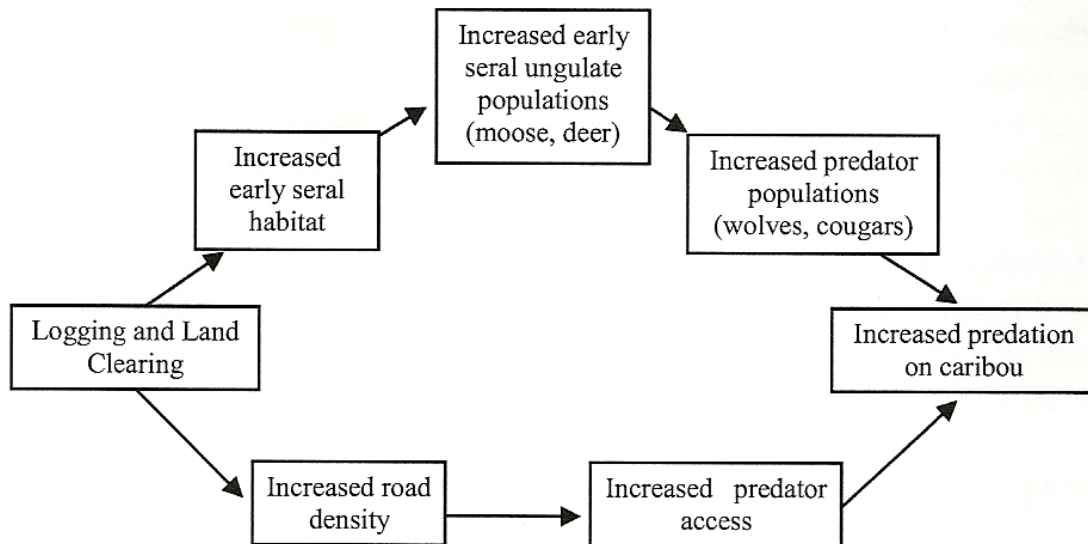 Increased early
seral ungulate
populations
(moose, deer)
Increased
early seral
habitat
Increased predator
populations
(wolves, cougars)
Logging and Land
Clearing
Increased predation
on caribou
Increased road
density
Increased predator
access